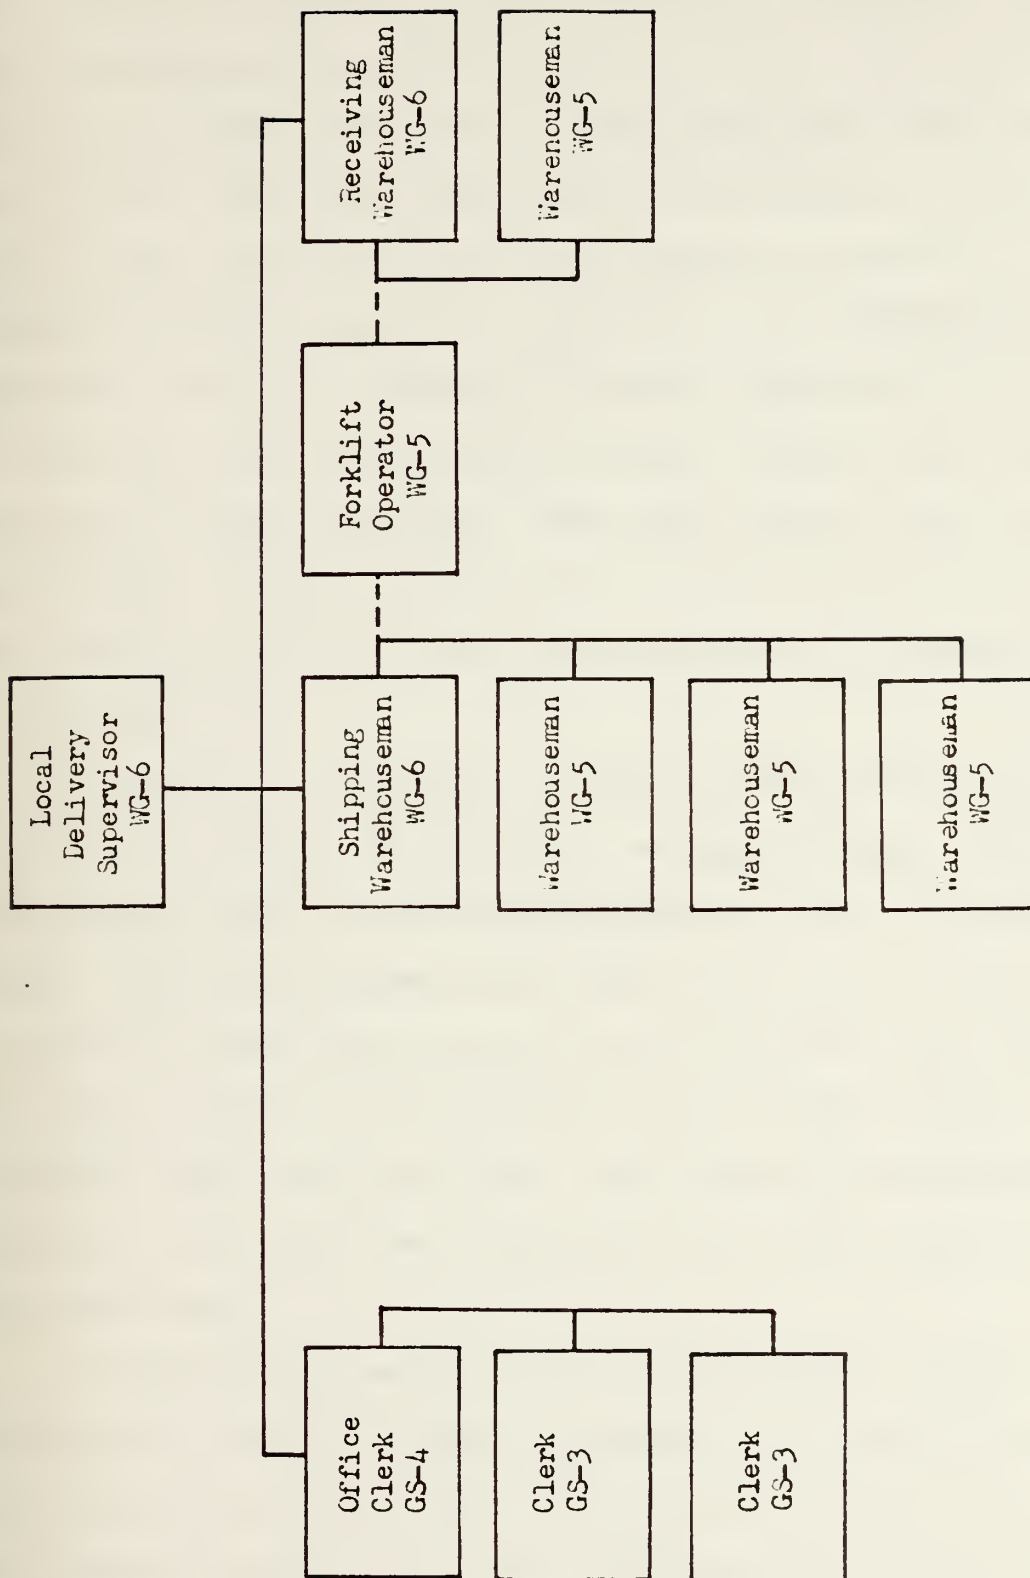 Local
Delivery
Supervisor
WG-6
Office
Clerk
GS-4
Clerk
GS-3
Clerk
GS-3
Shipping
Warehouseman
WG-6
Warehouseman
WG-5
Warehouseman
WG-5
Warehouseman
WG-5
Forklift
Operator
WG-5
Receiving
Warehouseman
WG-6
Warehouseman
WG-5